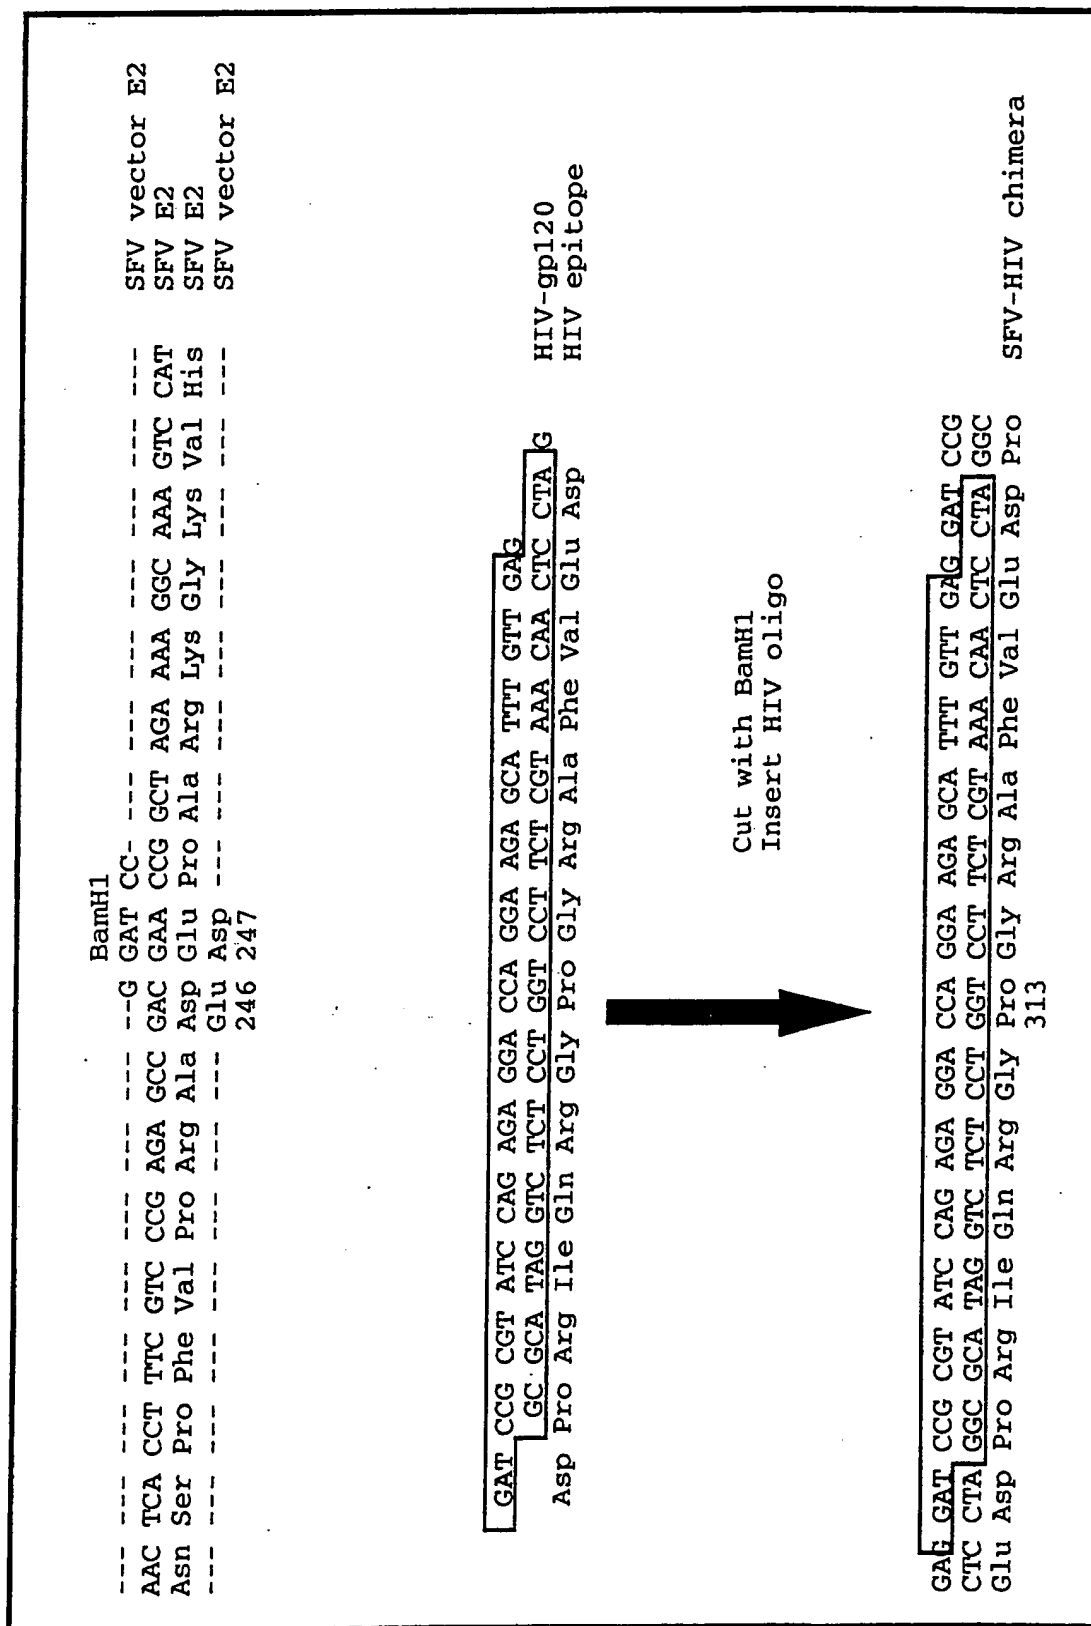 BamH1
--- --- --- --- --- --- --- --- --G GAT CC- --- --- --- --- --- --- --- SFV vector E2
AAC TCA CCT TTC GTC CCG AGA GCC GAC GAA CCG GCT AGA AAA GGC AAA GTC CAT SFV E2
Asn Ser Pro Phe Val Pro Arg Ala Asp Glu Pro Ala Arg Lys Gly Lys Val His SFV E2
--- --- --- --- --- --- --- --- Glu Asp --- --- --- --- --- --- --- --- SFV vector E2
246 247
GAT CCG CGT ATC CAG AGA GGA CCA GGA AGA GCA TTT GTT GAG
GC GCA TAG GTC TCT CCT GGT CCT TCT CGT AAA CAA CTC CTA G HIV-gp120
Asp Pro Arg Ile Gln Arg Gly Pro Gly Arg Ala Phe Val Glu Asp HIV epitope
Cut with BamH1
Insert HIV oligo
GAG GAT CCG CGT ATC CAG AGA GGA CCA GGA AGA GCA TTT GTT GAG GAT CCG
CTC CTA GGC GCA TAG GTC TCT CCT GGT CCT TCT CGT AAA CAA CTC CTA GGC
Glu Asp Pro Arg Ile Gln Arg Gly Pro Gly Arg Ala Phe Val Glu Asp Pro SFV-HIV chimera
313